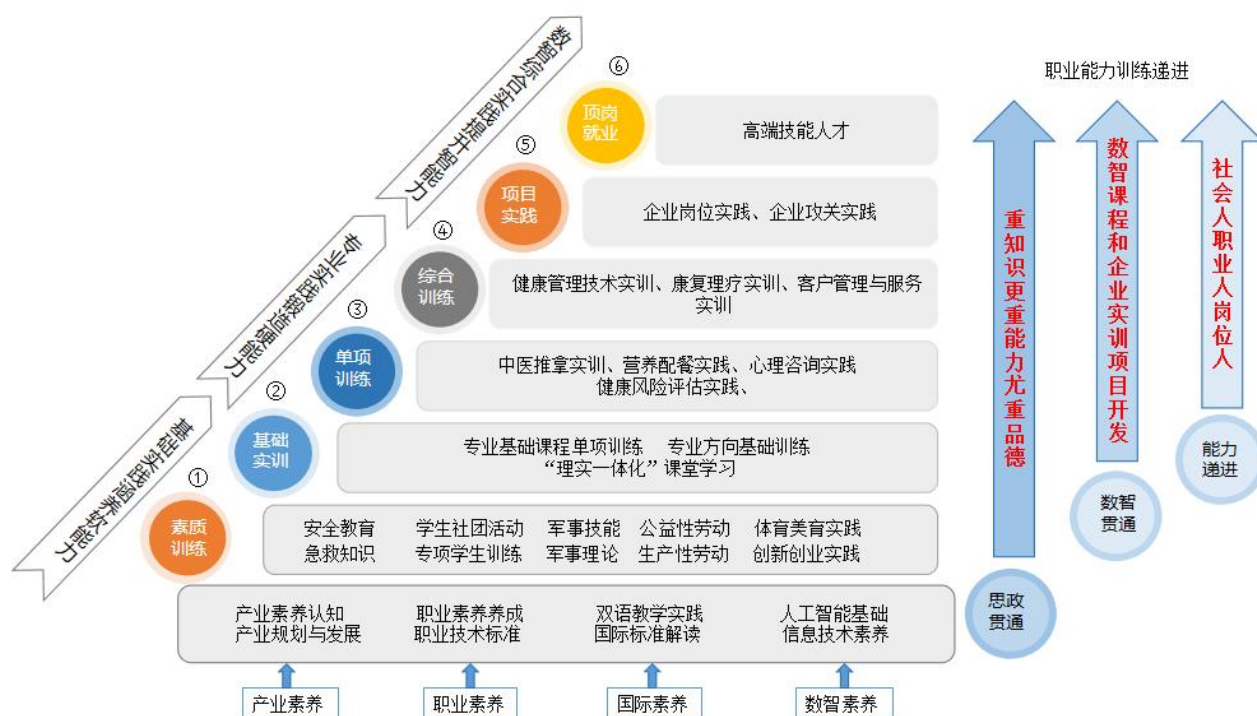 职业能力训练递进
数智综合实践提升智能力
专业实践锻造硬能力
基础实践涵养软能力
⑥
顶岗
就业
高端技能人才
⑤
项目
实践
企业岗位实践、企业攻关实践
④
综合
训练
健康管理技术实训、康复理疗实训、客户管理与服务
实训
③
单项
训练
中医推拿实训、营养配餐实践、心理咨询实践
健康风险评估实践、
②
基础
实训
专业基础课程单项训练 专业方向基础训练
“理实一体化”课堂学习
①
素质
训练
安全教育 学生社团活动 军事技能 公益性劳动 体育美育实践
急救知识 专项学生训练 军事理论 生产性劳动 创新创业实践
产业素养认知 职业素养养成 双语教学实践 人工智能基础
产业规划与发展 职业技术标准 国际标准解读 信息技术素养
产业素养 职业素养 国际素养 数智素养
重知识更重能力尤重品德
思政
贯通
数智课程和企业实训项目开发
数智
贯通
社会人职业人岗位人
能力
递进